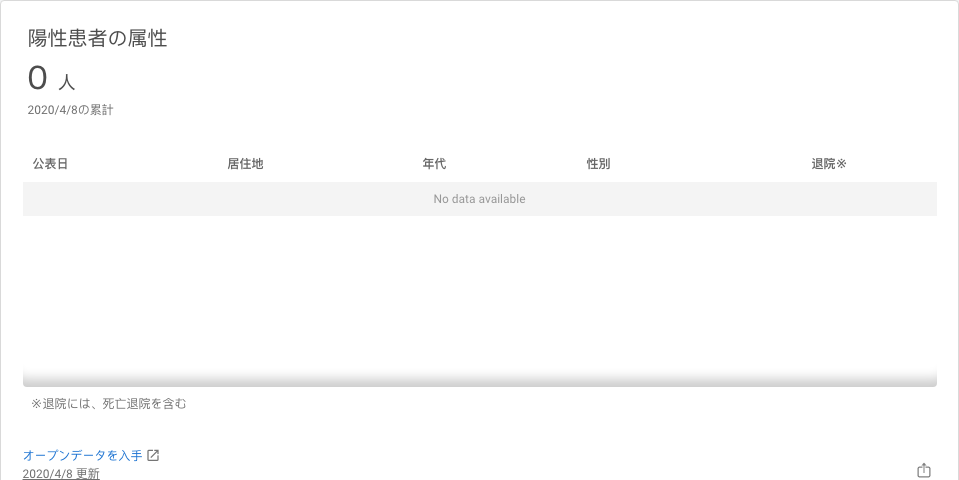 陽性患者の属性
0 人
2020/4/8の累計
公表日 居住地 年代 性別 退院※
No data available
※退院には、死亡退院を含む
オープンデータを入手
2020/4/8 更新